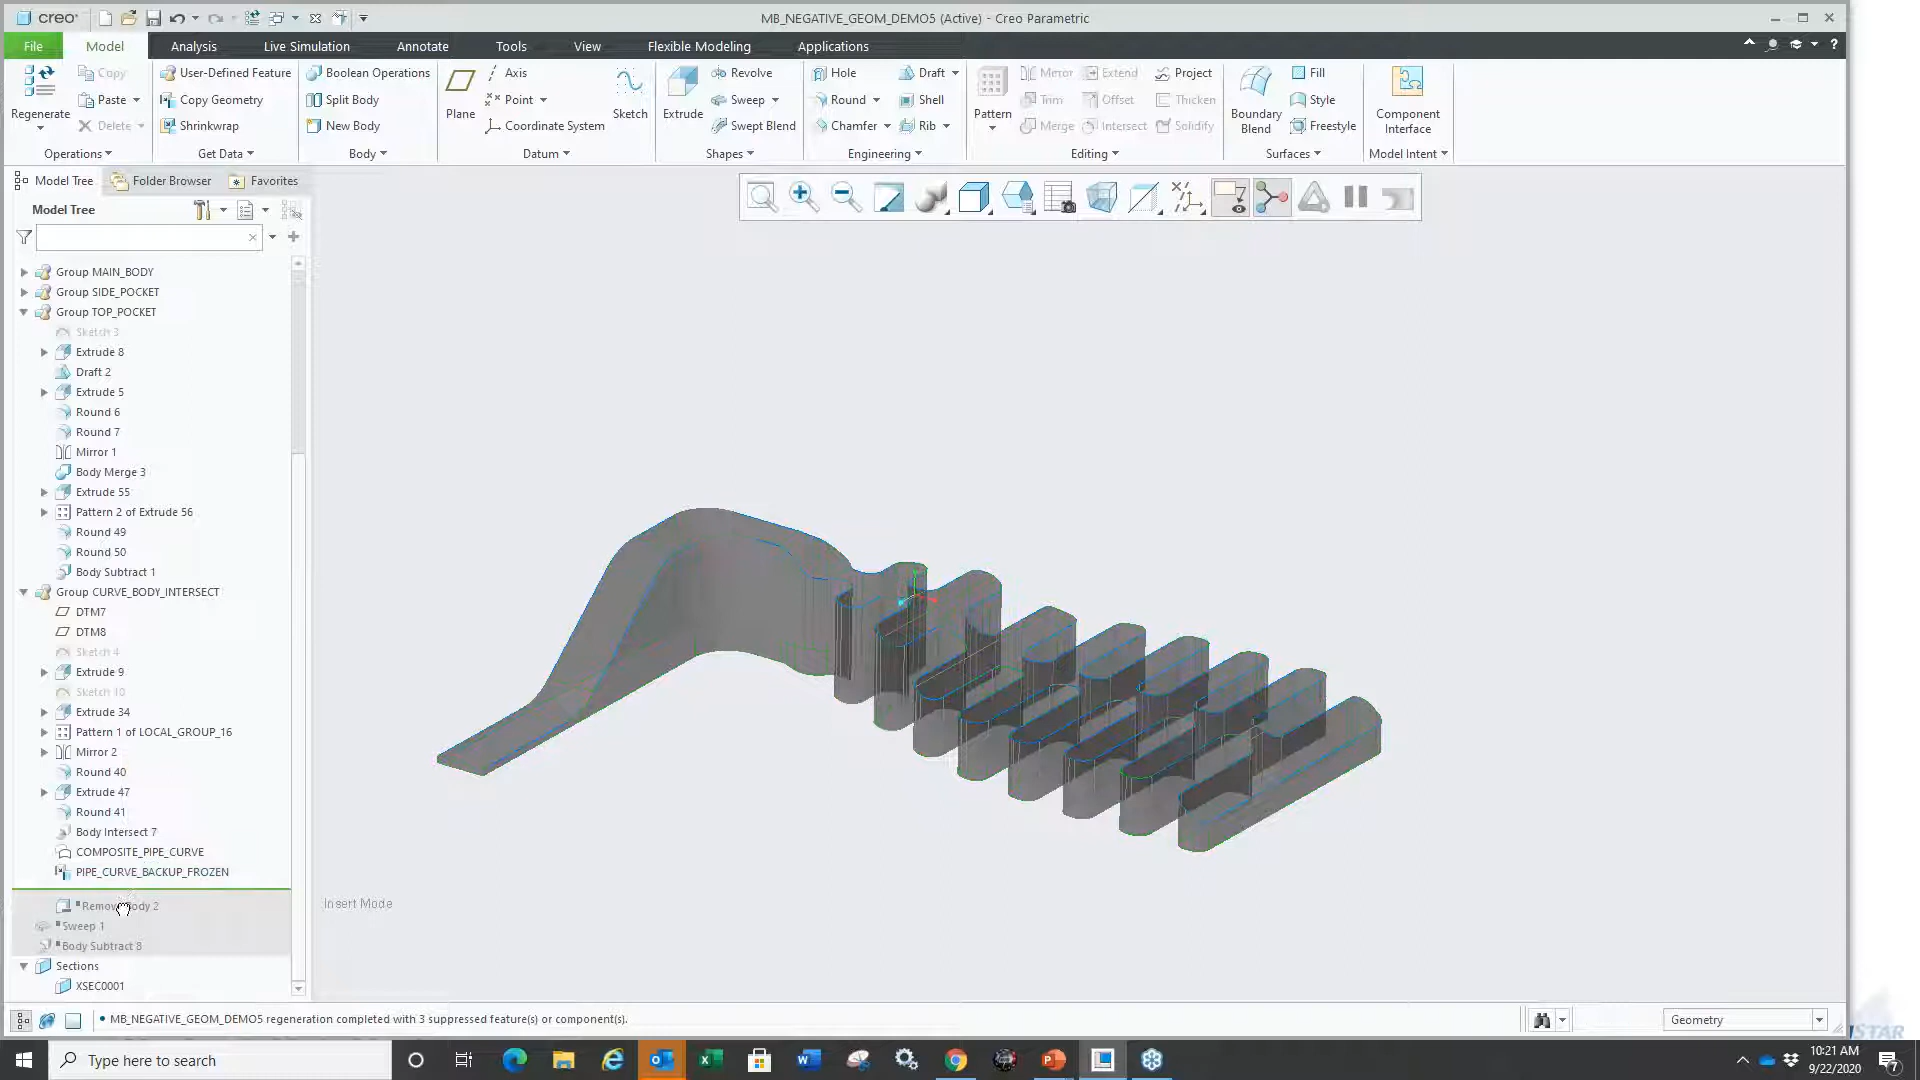 creo
MB_NEGATIVE_GEOM_DEMO5 (Active) - Creo Parametric
File Model Analysis Live Simulation Annotate Tools View Flexible Modeling Applications
Regenerate
Copy
Paste
Delete
Operations
User-Defined Feature
Copy Geometry
Shrinkwrap
Get Data
Boolean Operations
Split Body
New Body
Body
Plane
Axis
Point
Coordinate System
Sketch
Datum
Extrude
Revolve
Sweep
Swept Blend
Shapes
Hole
Round
Chamfer
Draft
Shell
Rib
Engineering
Pattern
Mirror
Trim
Merge
Extend
Offset
Intersect
Project
Thicken
Solidify
Editing
Boundary
Blend
Fill
Style
Freestyle
Surfaces
Component
Interface
Model Intent
Model Tree Folder Browser Favorites
Model Tree
Group MAIN_BODY
Group SIDE_POCKET
Group TOP_POCKET
Sketch 3
Extrude 8
Draft 2
Extrude 5
Round 6
Round 7
Mirror 1
Body Merge 3
Extrude 55
Pattern 2 of Extrude 56
Round 49
Round 50
Body Subtract 1
Group CURVE_BODY_INTERSECT
DTM7
DTM8
Sketch 4
Extrude 9
Sketch 10
Extrude 34
Pattern 1 of LOCAL_GROUP_16
Mirror 2
Round 40
Extrude 47
Round 41
Body Intersect 7
COMPOSITE_PIPE_CURVE
PIPE_CURVE_BACKUP_FROZEN
Remove Body 2
Sweep 1
Body Subtract 8
Sections
XSEC0001
Insert Mode
MB_NEGATIVE_GEOM_DEMO5 regeneration completed with 3 suppressed feature(s) or component(s).
Geometry
Type here to search
10:21 AM
9/22/2020
7